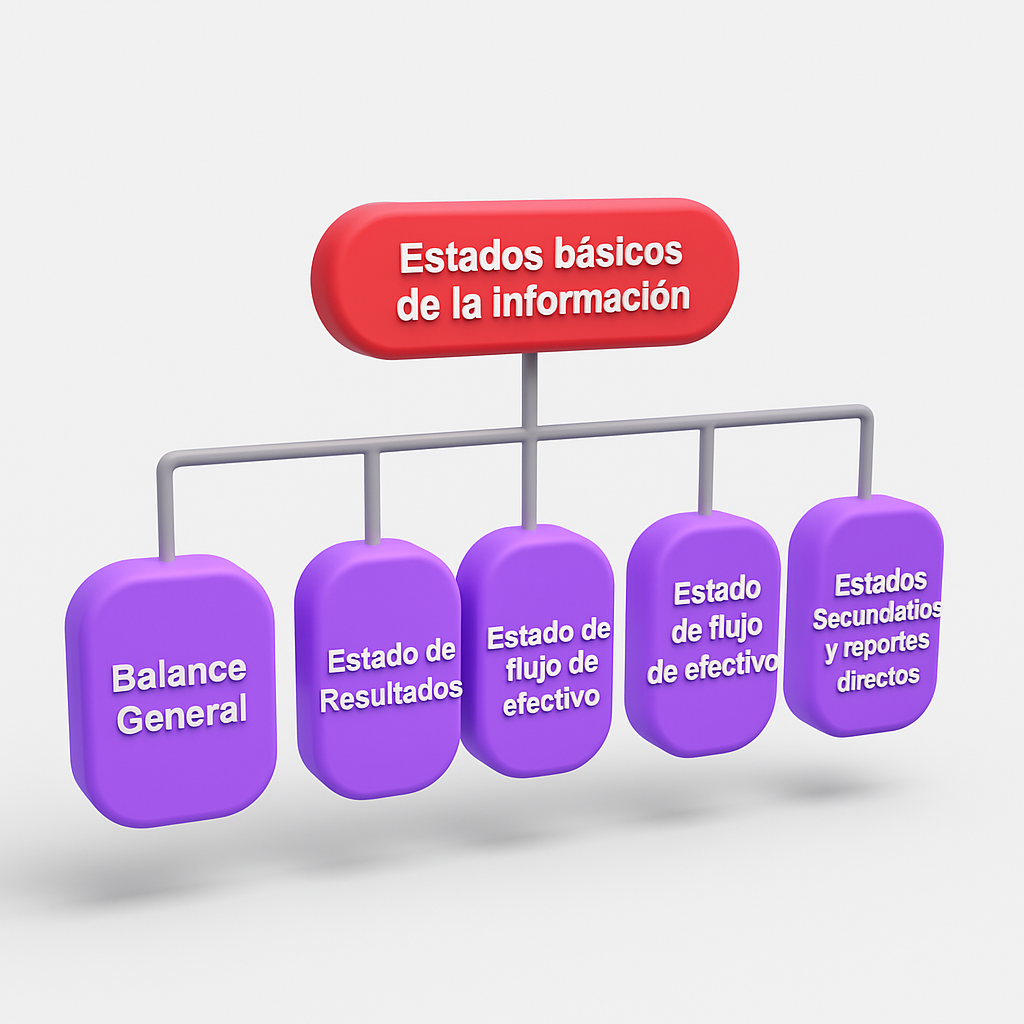 Estados básicos
de la información
Balance
General
Estado de
Resultados
Estado de
flujo de
efectivo
Estado
de flujo
de efectivo
Estados
Secundatios
y reportes
directos